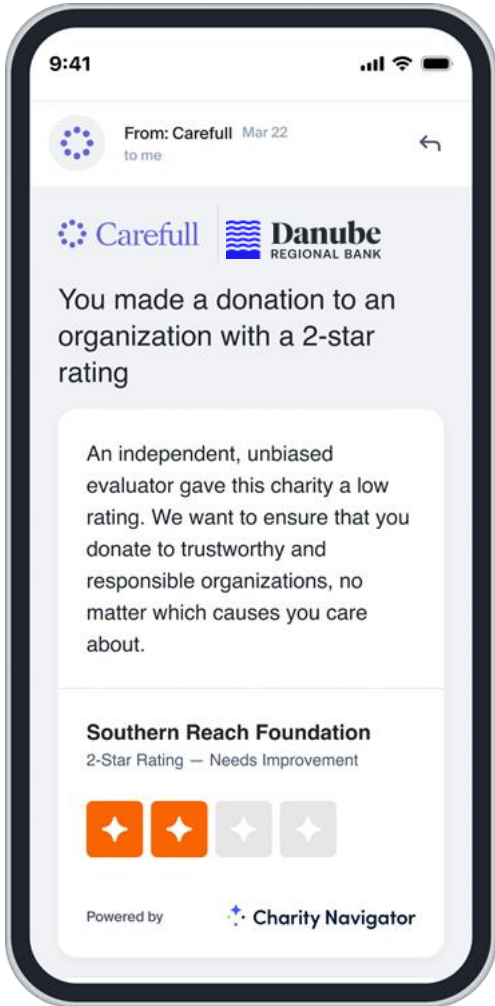 9:41
From: Carefull Mar 22
to me
Carefull
Danube
REGIONAL BANK
You made a donation to an
organization with a 2-star
rating
An independent, unbiased
evaluator gave this charity a low
rating. We want to ensure that you
donate to trustworthy and
responsible organizations, no
matter which causes you care
about.
Southern Reach Foundation
2-Star Rating — Needs Improvement
Powered by Charity Navigator